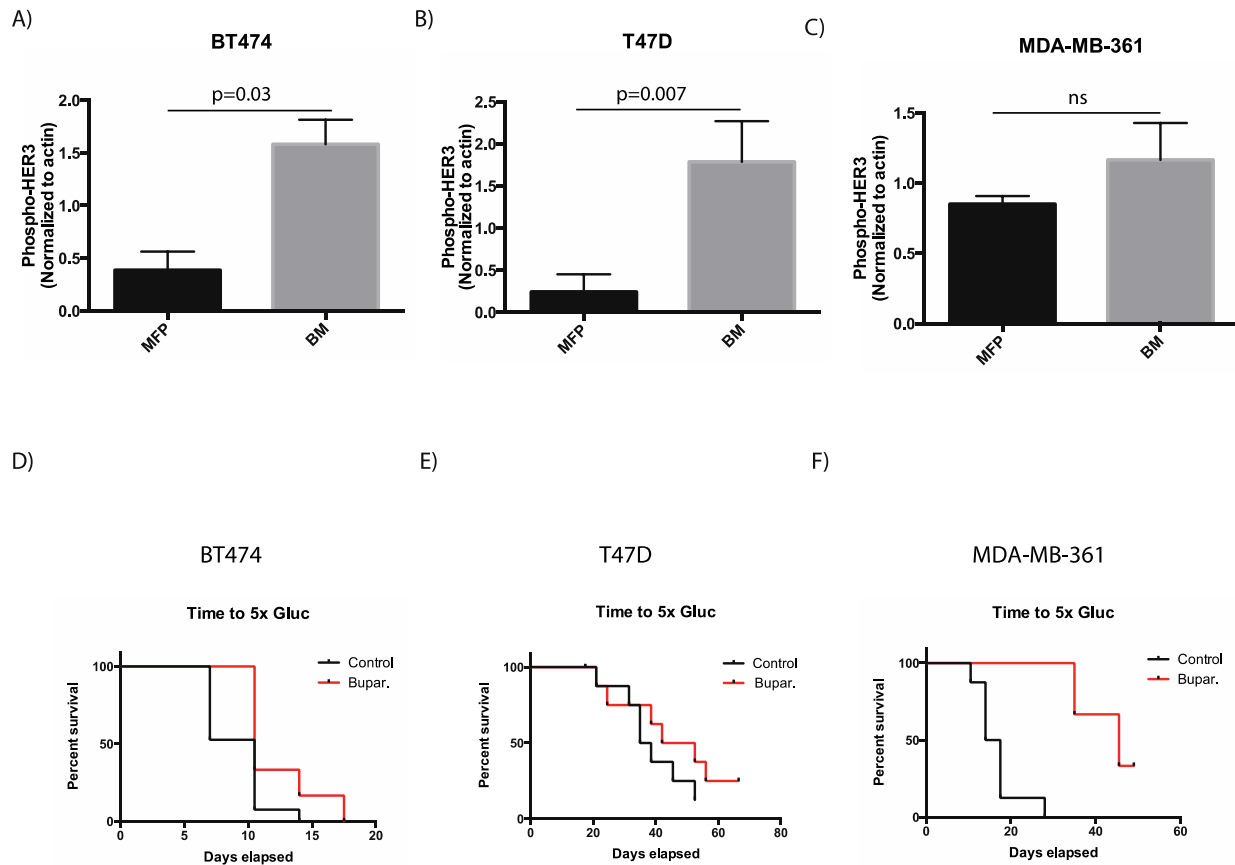 A)
BT474
p=0.03
Phospho-HER3
(Normalized to actin)
2.0
1.5
1.0
0.5
0.0
MFP
BM
B)
T47D
p=0.007
Phospho-HER3
(Normalized to actin)
2.5
2.0
1.5
1.0
0.5
0.0
MFP
BM
C)
MDA-MB-361
ns
Phospho-HER3
(Normalized to actin)
1.5
1.0
0.5
0.0
MFP
BM
D)
BT474
Time to 5x Gluc
Percent survival
100
50
0
0 5 10 15 20
Days elapsed
Control
Bupar.
E)
T47D
Time to 5x Gluc
Percent survival
100
50
0
0 20 40 60 80
Days elapsed
Control
Bupar.
F)
MDA-MB-361
Time to 5x Gluc
Percent survival
100
50
0
0 20 40 60
Days elapsed
Control
Bupar.